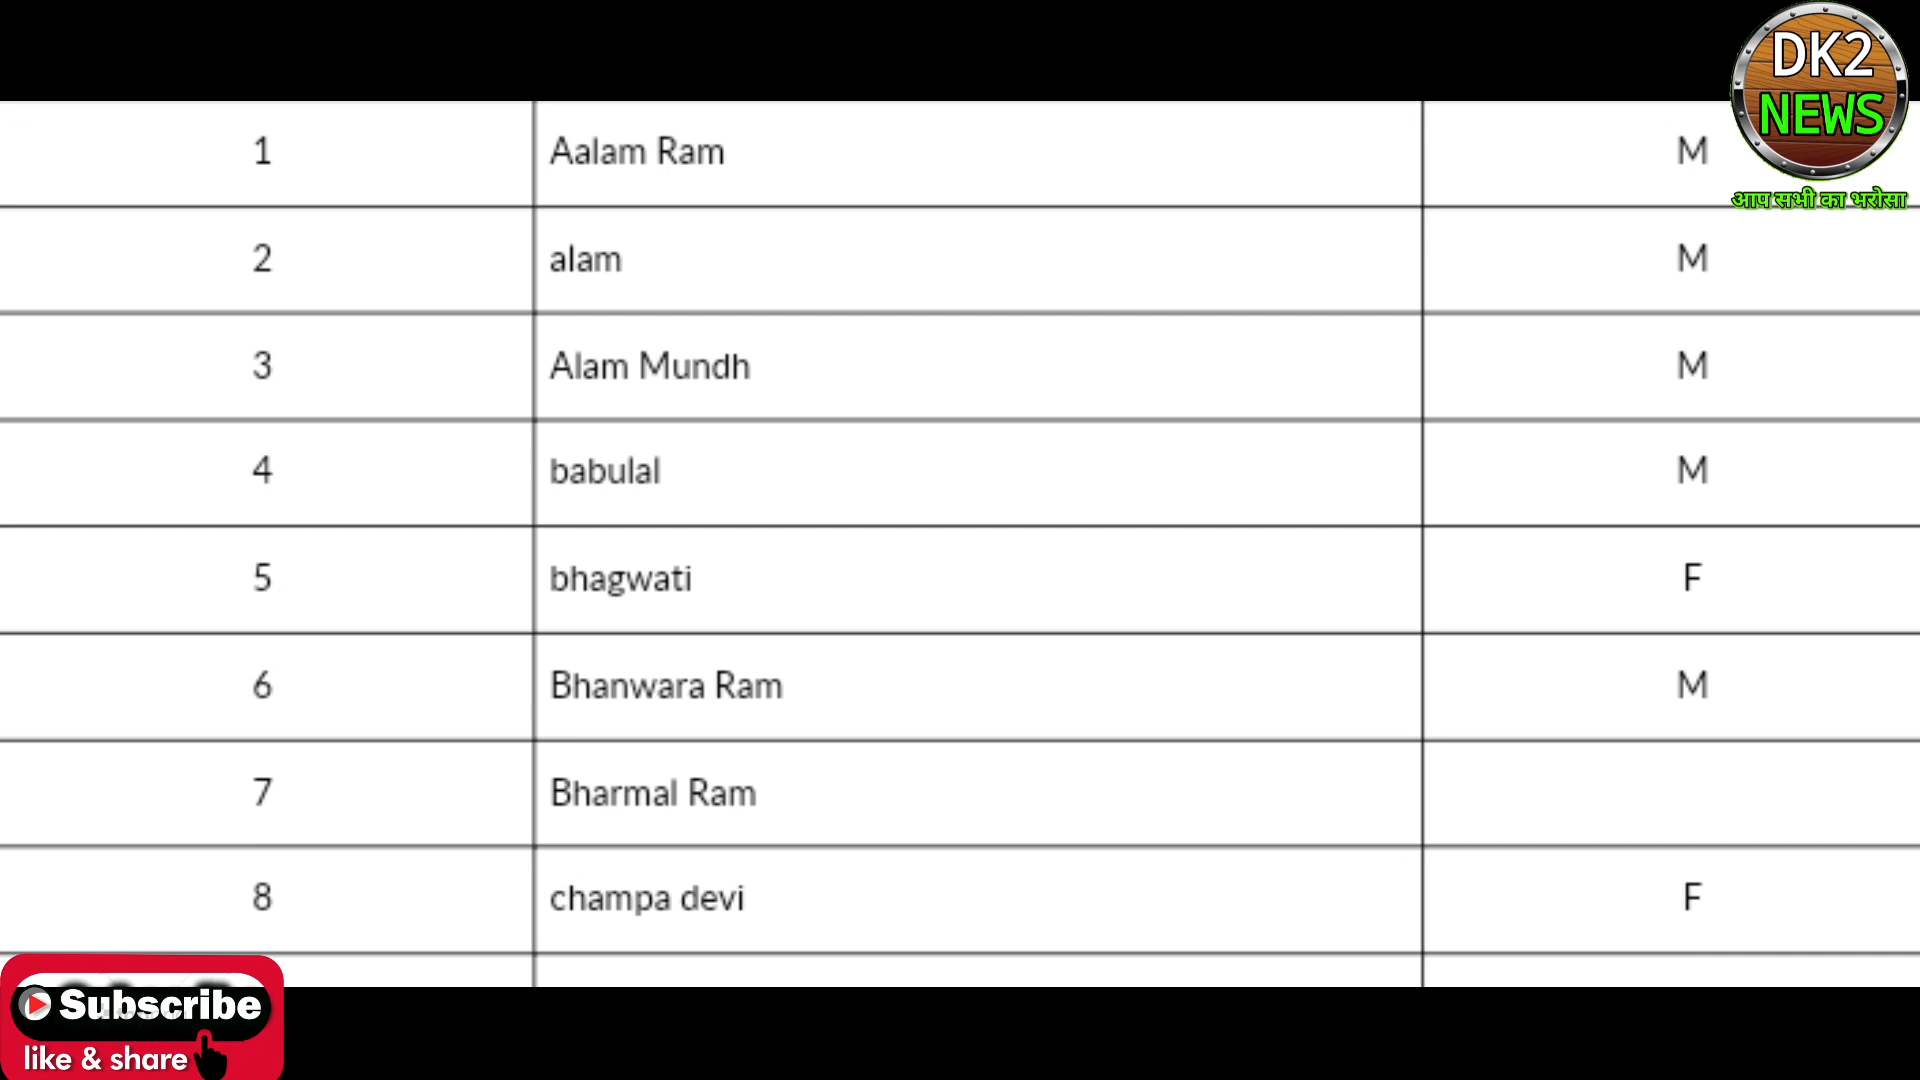 DK2
NEWS
आप सभी का भरोसा
1 Aalam Ram M
2 alam M
3 Alam Mundh M
4 babulal M
5 bhagwati F
6 Bhanwara Ram M
7 Bharmal Ram
8 champa devi F
Subscribe
like & share